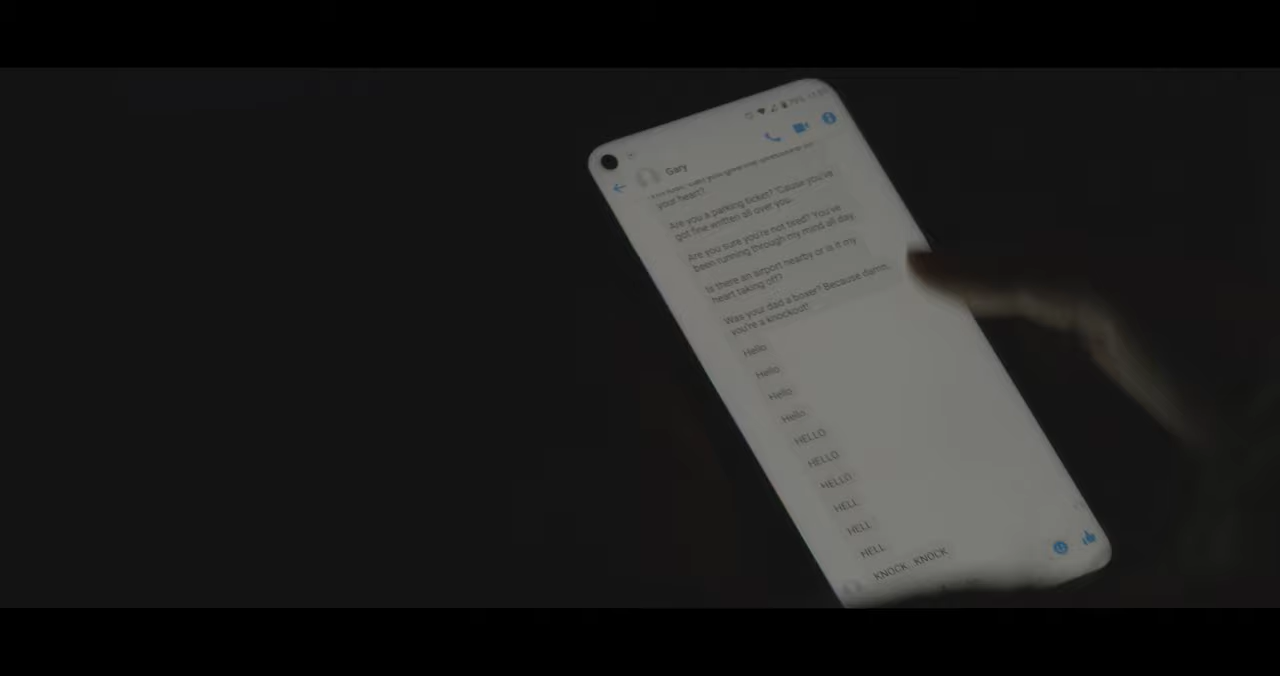 70%
Gary
your heart?
Are you a parking ticket? 'Cause you've
got fine written all over you.
Are you sure you're not tired? You've
been running through my mind all day.
Is there an airport nearby or is it my
heart taking off?
Was your dad a boxer? Because damn,
you're a knockout!
Hello
Hello
Hello
Hello
HELLO
HELLO
HELLO
HELL
HELL
HELL
KNOCK.. KNOCK